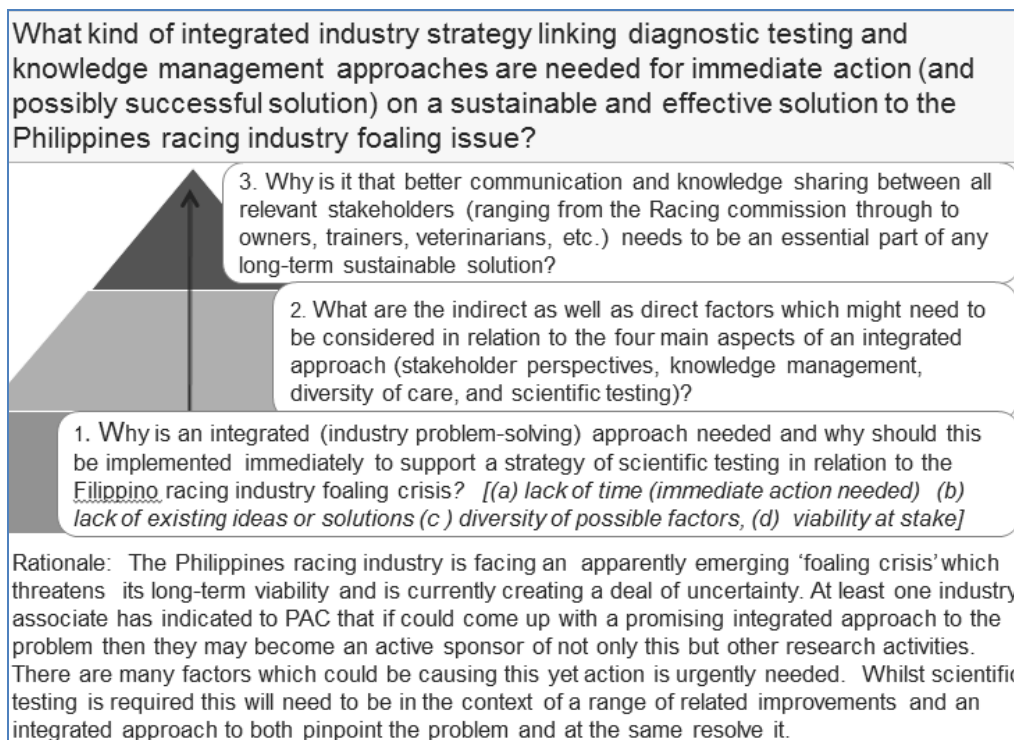 What kind of integrated industry strategy linking diagnostic testing and
knowledge management approaches are needed for immediate action (and
possibly successful solution) on a sustainable and effective solution to the
Philippines racing industry foaling issue?
3. Why is it that better communication and knowledge sharing between all
relevant stakeholders (ranging from the Racing commission through to
owners, trainers, veterinarians, etc.) needs to be an essential part of any
long-term sustainable solution?
2. What are the indirect as well as direct factors which might need to
be considered in relation to the four main aspects of an integrated
approach (stakeholder perspectives, knowledge management,
diversity of care, and scientific testing)?
1. Why is an integrated (industry problem-solving) approach needed and why should this
be implemented immediately to support a strategy of scientific testing in relation to the
Filippino racing industry foaling crisis? [(a) lack of time (immediate action needed) (b)
lack of existing ideas or solutions (c ) diversity of possible factors, (d) viability at stake]
Rationale: The Philippines racing industry is facing an apparently emerging ‘foaling crisis’ which
threatens its long-term viability and is currently creating a deal of uncertainty. At least one industry
associate has indicated to PAC that if could come up with a promising integrated approach to the
problem then they may become an active sponsor of not only this but other research activities.
There are many factors which could be causing this yet action is urgently needed. Whilst scientific
testing is required this will need to be in the context of a range of related improvements and an
integrated approach to both pinpoint the problem and at the same resolve it.